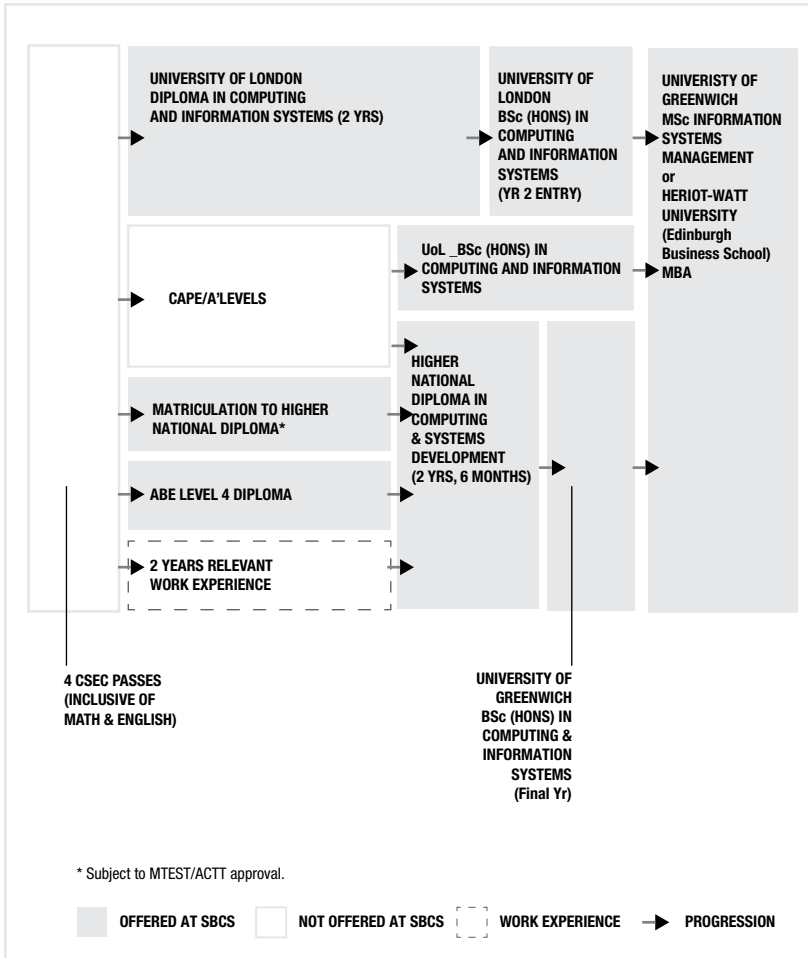 UNIVERSITY OF LONDON
DIPLOMA IN COMPUTING
AND INFORMATION SYSTEMS (2 YRS)
UNIVERSITY OF
LONDON
BSc (HONS) IN
COMPUTING
AND INFORMATION
SYSTEMS
(YR 2 ENTRY)
UNIVERISTY OF
GREENWICH
MSc INFORMATION
SYSTEMS
MANAGEMENT
or
HERIOT-WATT
UNIVERSITY
(Edinburgh
Business School)
MBA
CAPE/A'LEVELS
UoL _BSc (HONS) IN
COMPUTING AND INFORMATION
SYSTEMS
MATRICULATION TO HIGHER
NATIONAL DIPLOMA*
ABE LEVEL 4 DIPLOMA
2 YEARS RELEVANT
WORK EXPERIENCE
HIGHER
NATIONAL
DIPLOMA IN
COMPUTING
& SYSTEMS
DEVELOPMENT
(2 YRS, 6 MONTHS)
4 CSEC PASSES
(INCLUSIVE OF
MATH & ENGLISH)
UNIVERSITY OF
GREENWICH
BSc (HONS) IN
COMPUTING &
INFORMATION
SYSTEMS
(Final Yr)
* Subject to MTEST/ACTT approval.
OFFERED AT SBCS
NOT OFFERED AT SBCS
WORK EXPERIENCE
PROGRESSION